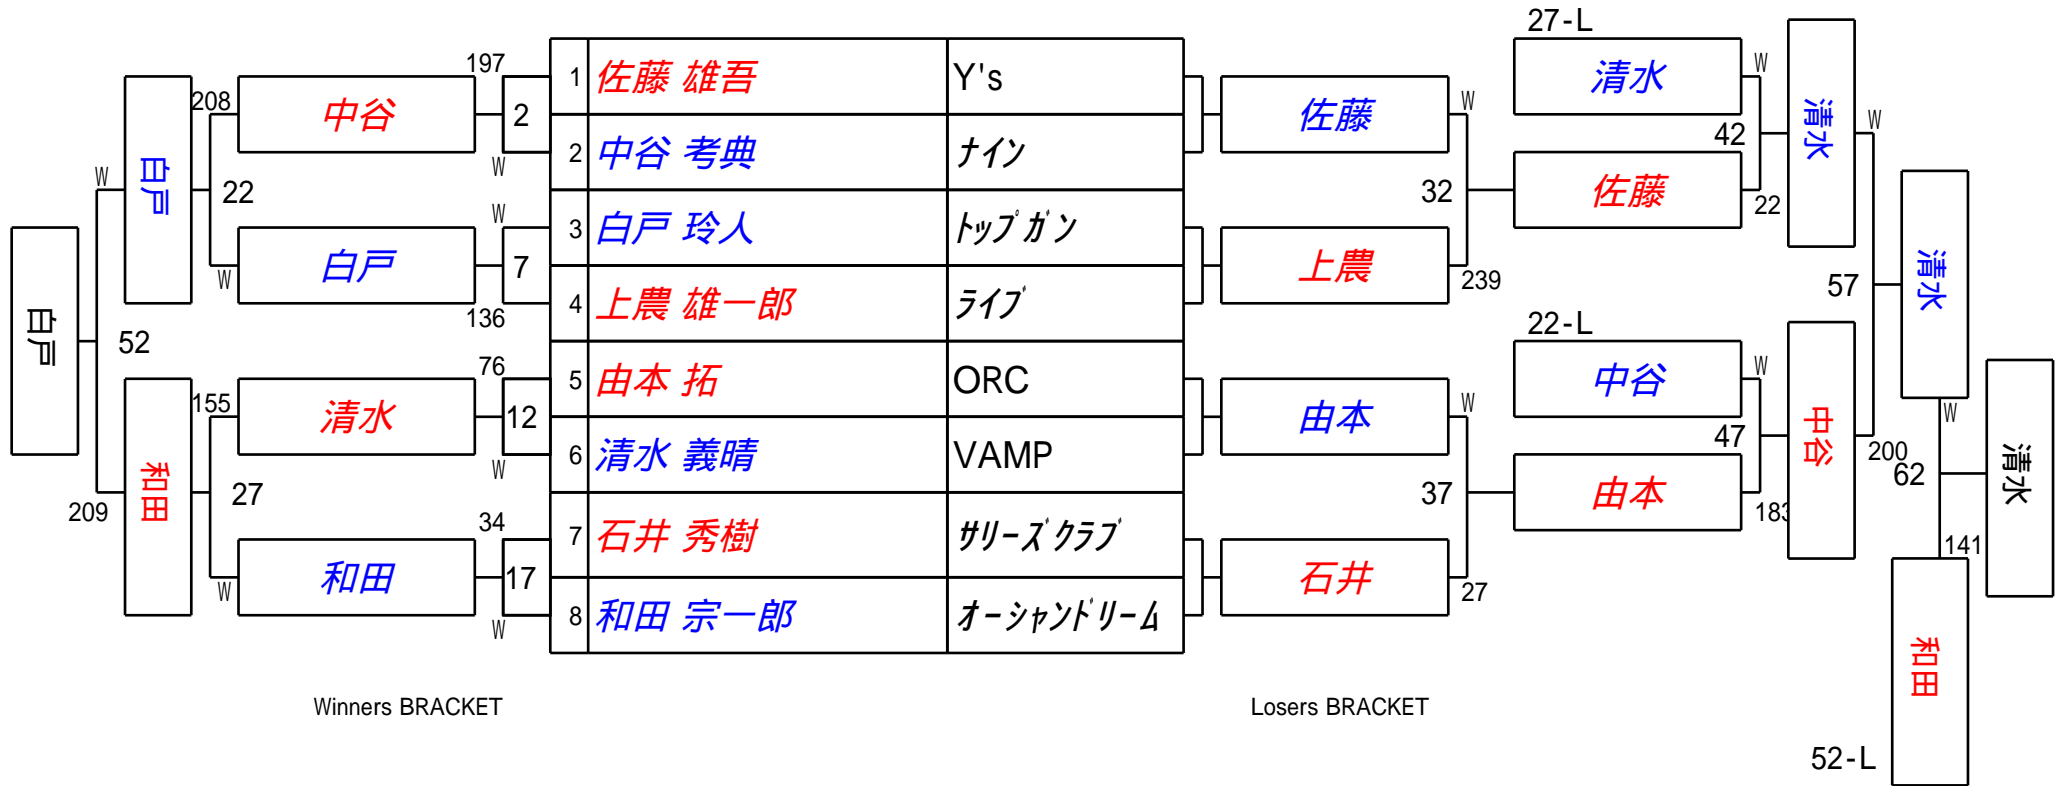 197
1 佐藤 雄吾 Y's
2
W
2 中谷 考典 ナイン
W
3 白戸 玲人 トップガン
7
136
4 上農 雄一郎 ライブ
76
5 由本 拓 ORC
12
W
6 清水 義晴 VAMP
34
7 石井 秀樹 サリーズクラブ
17
W
8 和田 宗一郎 オーシャンドリーム
208
中谷
22
W
白戸
155
清水
27
W
和田
W
白戸
52
209
和田
白戸
Winners BRACKET
佐藤
W
32
上農
239
由本
W
37
石井
27
27-L
清水
W
42
佐藤
22
22-L
中谷
W
47
由本
183
清水
W
57
中谷
200
清水
W
62
141
和田
52-L
清水
Losers BRACKET